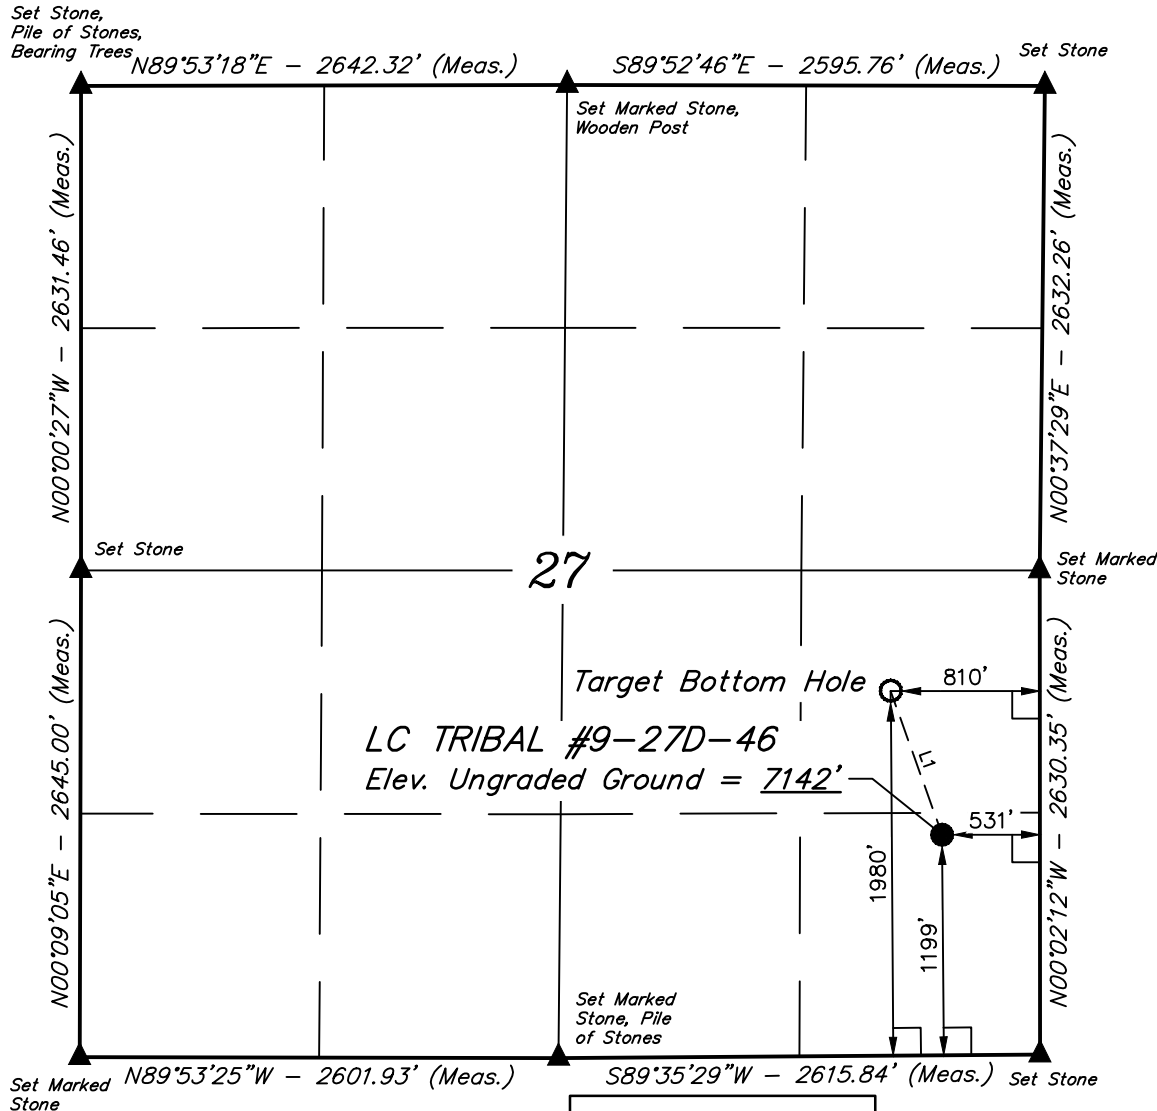 Set Stone,
Pile of Stones,
Bearing Trees
N89°53'18"E - 2642.32' (Meas.)
S89°52'46"E - 2595.76' (Meas.)
Set Stone
Set Marked Stone,
Wooden Post
N00°00'27"W - 2631.46' (Meas.)
N00°37'29"E - 2632.26' (Meas.)
Set Stone
27
Set Marked
Stone
Target Bottom Hole
810'
LC TRIBAL #9-27D-46
Elev. Ungraded Ground = 7142'
L1
531'
1980'
1199'
N00°09'05"E - 2645.00' (Meas.)
N00°02'12"W - 2630.35' (Meas.)
Set Marked
Stone, Pile
of Stones
Set Marked
Stone
N89°53'25"W - 2601.93' (Meas.)
S89°35'29"W - 2615.84' (Meas.)
Set Stone